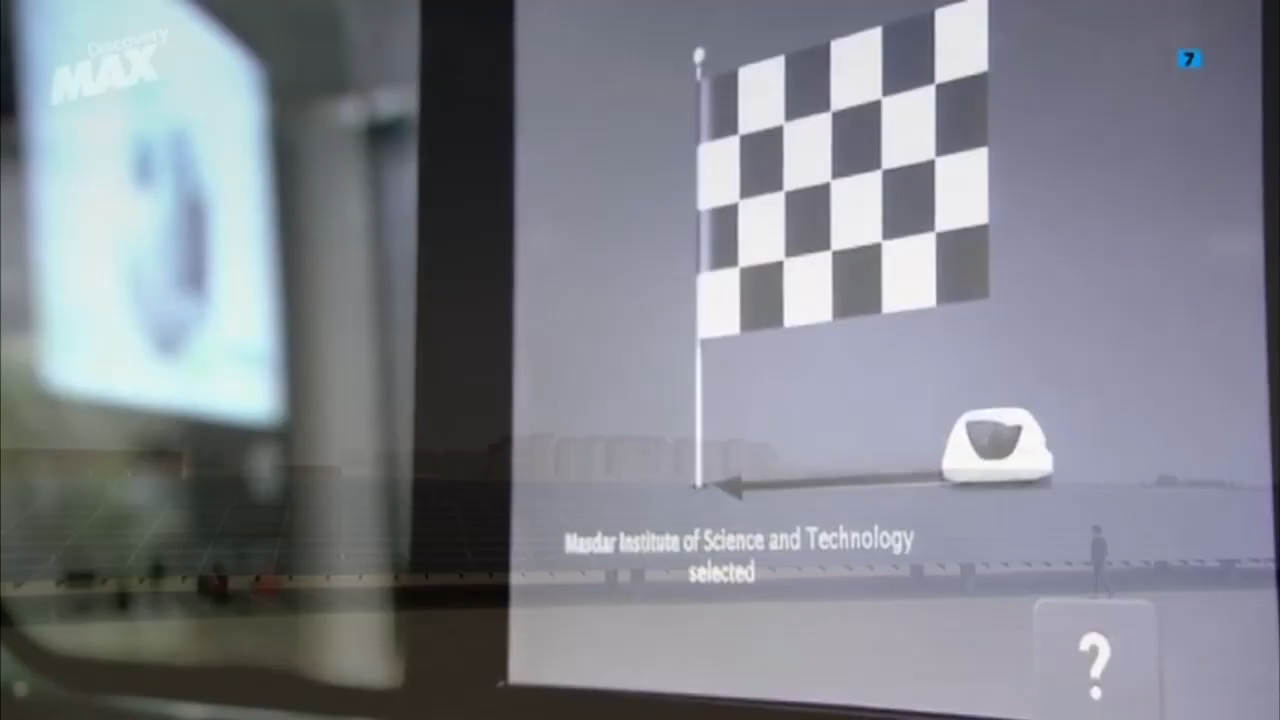 Discovery
MAX
7
Masdar Institute of Science and Technology
selected
?